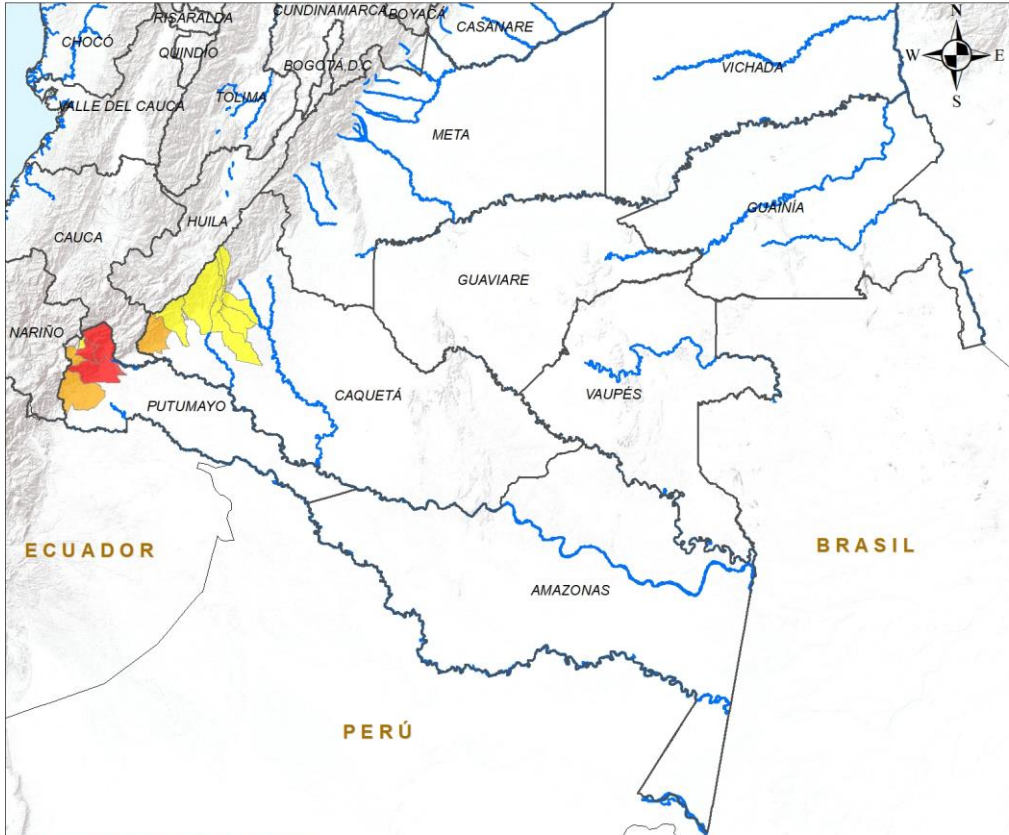 RISARALDA
CUNDINAMARCA
BOYACÁ
CHOCÓ
QUINDIO
BOGOTÁ.D.C
CASANARE
N
W
E
S
VICHADA
VALLE DEL CAUCA
TOLIMA
META
HUILA
GUAINÍA
CAUCA
GUAVIARE
NARIÑO
CAQUETÁ
VAUPÉS
PUTUMAYO
ECUADOR
BRASIL
AMAZONAS
PERÚ